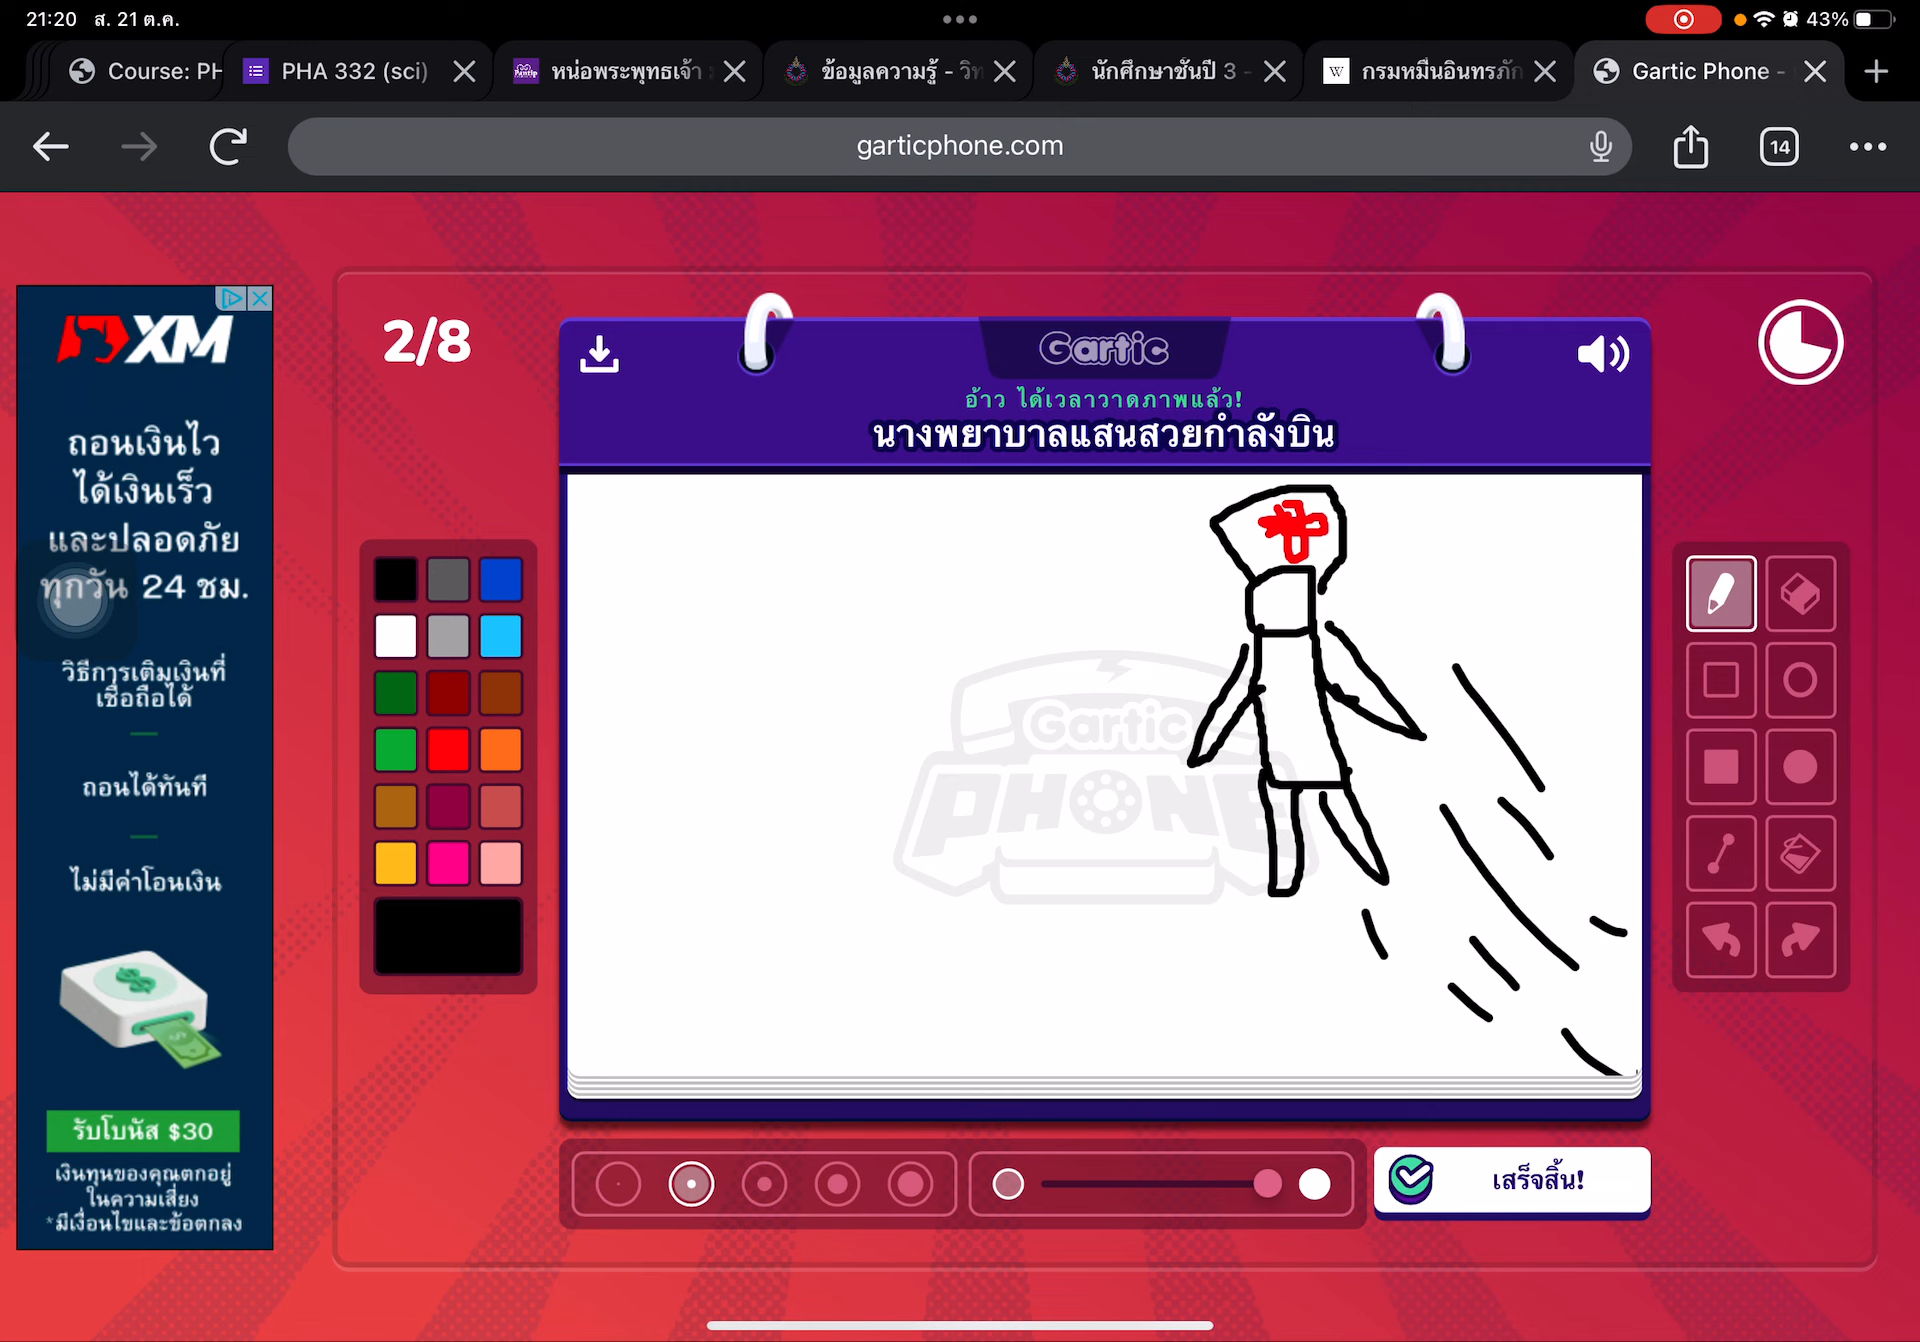 21:20 ส. 21 ต.ค.
43%
Course: PH
PHA 332 (sci)
หน่อพระพุทธเจ้า
ข้อมูลความรู้ - วิท
นักศึกษาชั้นปี 3 -
W กรมหมื่นอินทรภัก
Gartic Phone -
garticphone.com
14
XM
ถอนเงินไว
ได้เงินเร็ว
และปลอดภัย
ทุกวัน 24 ชม.
วิธีการเติมเงินที่
เชื่อถือได้
ถอนได้ทันที
ไม่มีค่าโอนเงิน
รับโบนัส $30
เงินทุนของคุณตกอยู่
ในความเสี่ยง
*มีเงื่อนไขและข้อตกลง
2/8
Gartic
อ้าว ได้เวลาวาดภาพแล้ว!
นางพยาบาลแสนสวยกำลังบิน
Gartic
PHONE
เสร็จสิ้น!